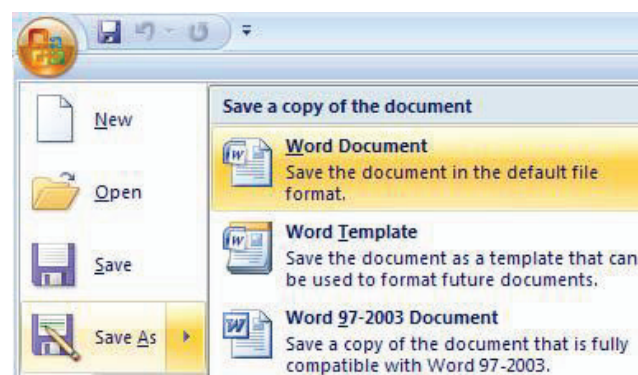 New
Open
Save
Save As
Save a copy of the document
Word Document
Save the document in the default file
format.
Word Template
Save the document as a template that can
be used to format future documents.
Word 97-2003 Document
Save a copy of the document that is fully
compatible with Word 97-2003.